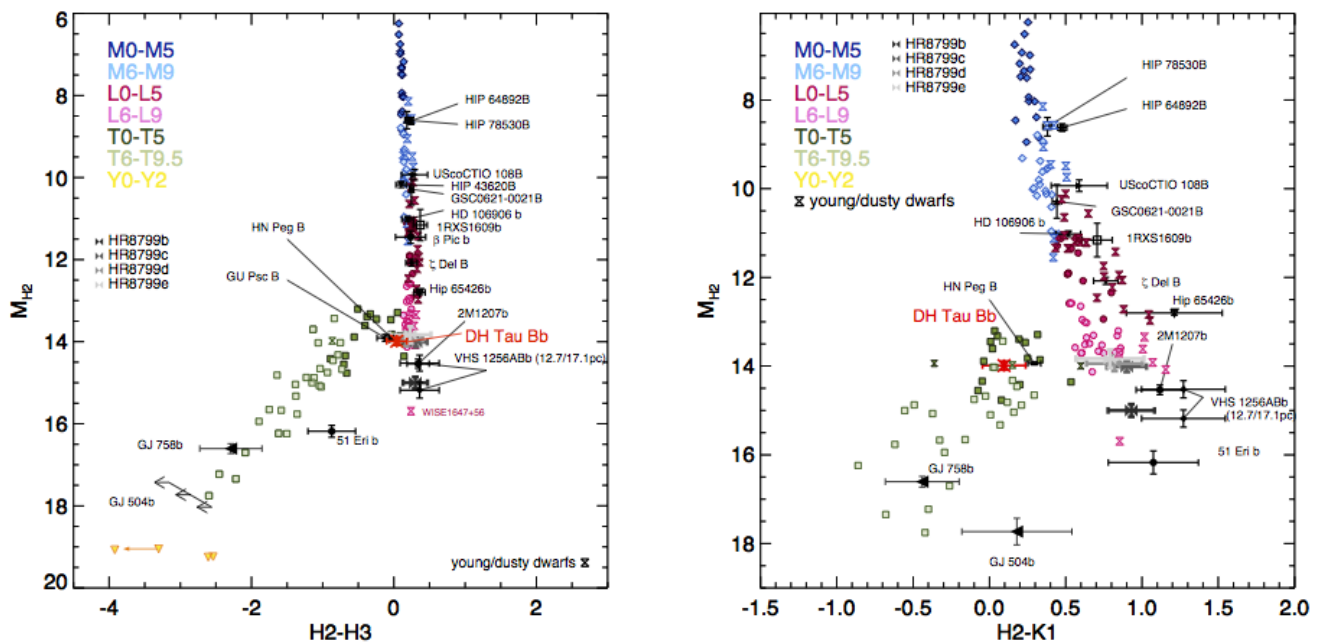 M0-M5
M6-M9
L0-L5
L6-L9
T0-T5
T6-T9.5
Y0-Y2
HR8799b
HR8799c
HR8799d
HR8799e
HIP 64892B
HIP 78530B
UScoCTIO 108B
HIP 43620B
GSC0621-0021B
HD 106906 b
1RXS1609b
β Pic b
HN Peg B
GU Psc B
ζ Del B
Hip 65426b
2M1207b
DH Tau Bb
VHS 1256ABb (12.7/17.1pc)
WISE1647+56
51 Eri b
GJ 758b
GJ 504b
young/dusty dwarfs
6
8
10
12
14
16
18
20
-4
-2
0
2
MH2
H2-H3
M0-M5
M6-M9
L0-L5
L6-L9
T0-T5
T6-T9.5
Y0-Y2
young/dusty dwarfs
HR8799b
HR8799c
HR8799d
HR8799e
HIP 78530B
HIP 64892B
UScoCTIO 108B
GSC0621-0021B
HD 106906 b
1RXS1609b
HN Peg B
ζ Del B
Hip 65426b
DH Tau Bb
2M1207b
VHS 1256ABb
(12.7/17.1pc)
51 Eri b
GJ 758b
GJ 504b
6
8
10
12
14
16
18
-1.5
-1.0
-0.5
0.0
0.5
1.0
1.5
2.0
MH2
H2-K1